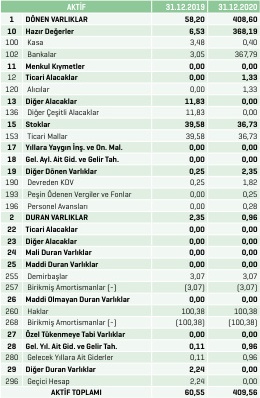 AKTİF 31.12.2019 31.12.2020
1 DÖNEN VARLIKLAR 58,20 408,60
10 Hazır Değerler 6,53 368,19
100 Kasa 3,48 0,40
102 Bankalar 3,05 367,79
11 Menkul Kıymetler 0,00 0,00
12 Ticari Alacaklar 0,00 1,33
120 Alıcılar 0,00 1,33
13 Diğer Alacaklar 11,83 0,00
136 Diğer Çeşitli Alacaklar 11,83 0,00
15 Stoklar 39,58 36,73
153 Ticari Mallar 39,58 36,73
17 Yıllara Yaygın İnş. ve On. Mal. 0,00 0,00
18 Gel. Ayl. Ait Gid. ve Gelir Tah. 0,00 0,00
19 Diğer Dönen Varlıklar 0,25 2,35
190 Devreden KDV 0,25 1,82
193 Peşin Ödenen Vergiler ve Fonlar 0,00 0,25
196 Personel Avansları 0,00 0,28
2 DURAN VARLIKLAR 2,35 0,96
22 Ticari Alacaklar 0,00 0,00
23 Diğer Alacaklar 0,00 0,00
24 Mali Duran Varlıklar 0,00 0,00
25 Maddi Duran Varlıklar 0,00 0,00
255 Demirbaşlar 3,07 3,07
257 Birikmiş Amortismanlar (-) (3,07) (3,07)
26 Maddi Olmayan Duran Varlıklar 0,00 0,00
260 Haklar 100,38 100,38
268 Birikmiş Amortismanlar (-) (100,38) (100,38)
27 Özel Tükenmeye Tabi Varlıklar 0,00 0,00
28 Gel. Yıl. Ait Gid. ve Gelir Tah. 0,11 0,96
280 Gelecek Yıllara Ait Giderler 0,11 0,96
29 Diğer Duran Varlıklar 2,24 0,00
296 Geçici Hesap 2,24 0,00
AKTİF TOPLAMI 60,55 409,56